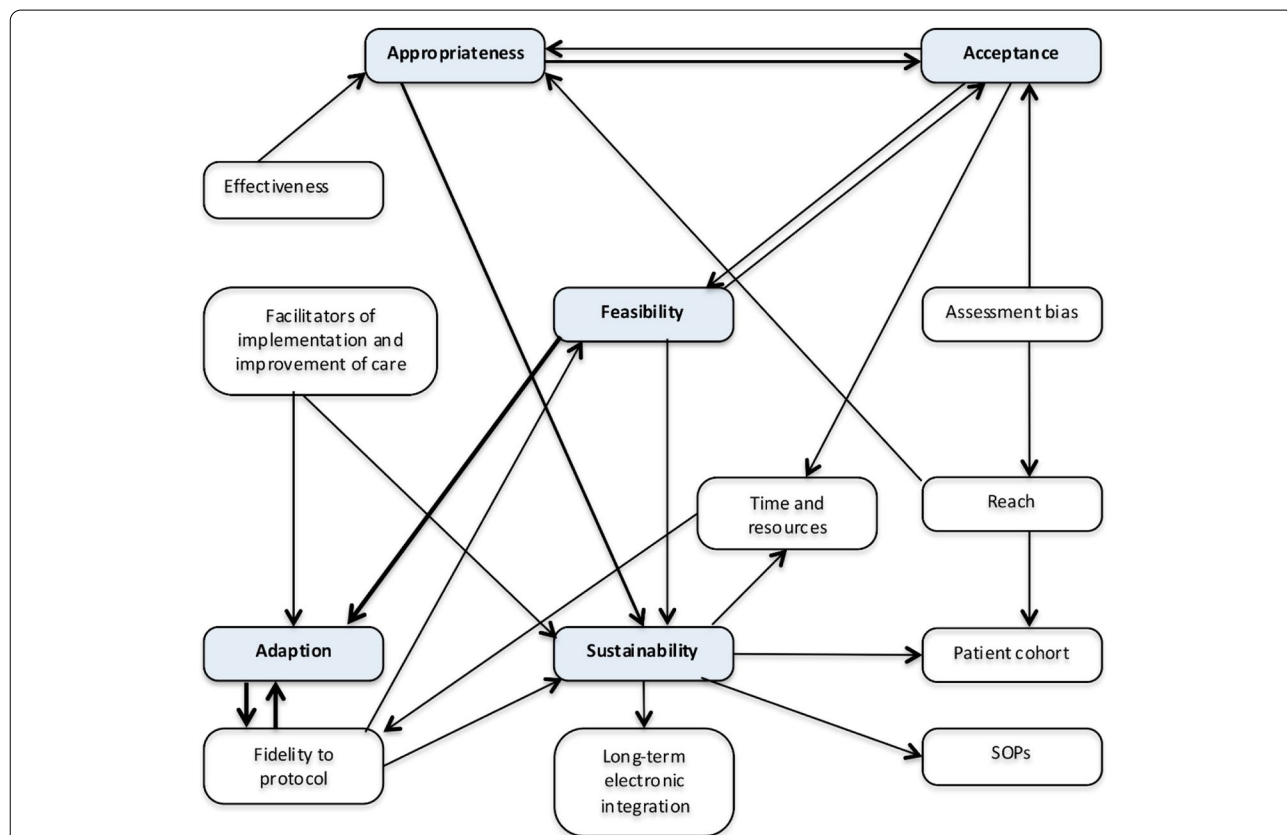 Appropriateness
Acceptance
Effectiveness
Facilitators of
implementation and
improvement of care
Feasibility
Assessment bias
Time and
resources
Reach
Adaption
Sustainability
Patient cohort
Fidelity to
protocol
Long-term
electronic
integration
SOPs